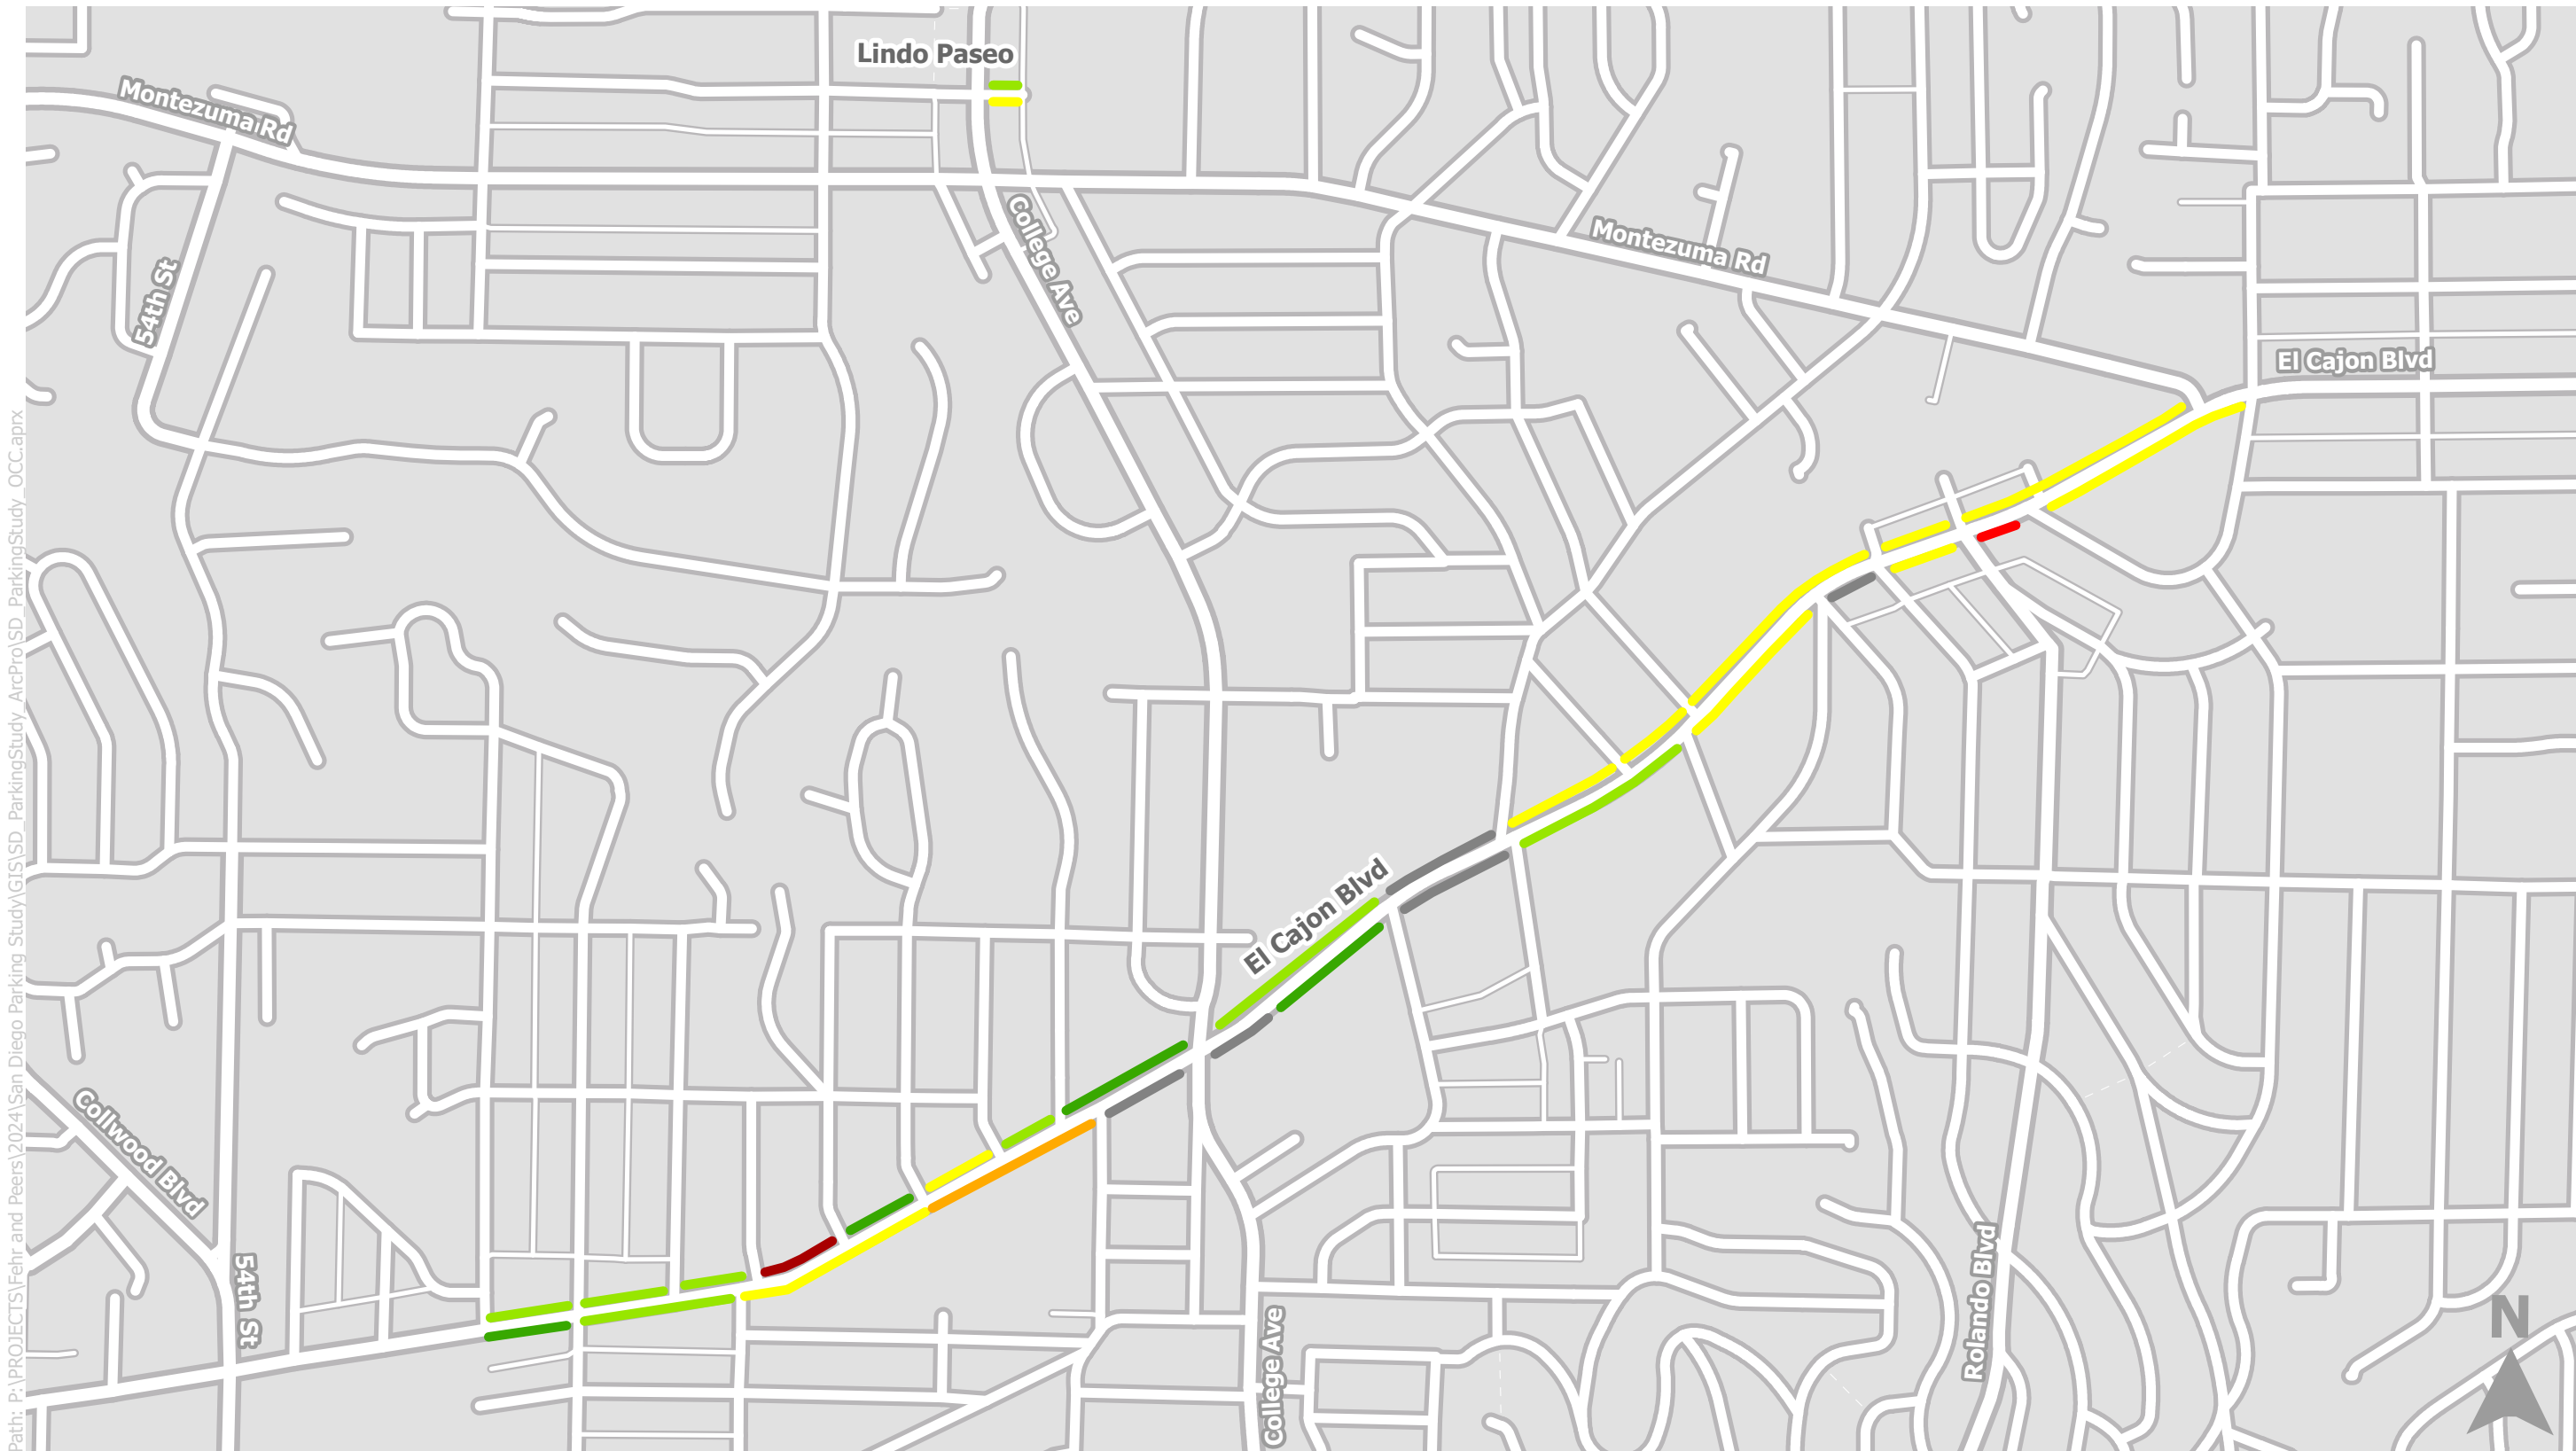 Lindo Paseo
Montezuma Rd
College Ave
Montezuma Rd
54th St
El Cajon Blvd
El Cajon Blvd
Collwood Blvd
54th St
College Ave
Rolando Blvd
N
Path: P:\PROJECTS\Fehr and Peers\2024\San Diego Parking Study\GIS\SD_ParkingStudy_ArcPro\SD_ParkingStudy_OCC.aprx